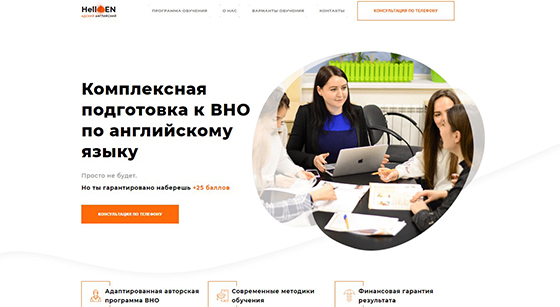 HellOEN
АДСКИЙ АНГЛИЙСКИЙ
ПРОГРАММА ОБУЧЕНИЯ О НАС ВАРИАНТЫ ОБУЧЕНИЯ КОНТАКТЫ КОНСУЛЬТАЦИЯ ПО ТЕЛЕФОНУ
Комплексная
подготовка к ВНО
по английскому
языку
Просто не будет.
Но ты гарантировано наберешь +25 баллов
КОНСУЛЬТАЦИЯ ПО ТЕЛЕФОНУ
Адаптированная авторская
программа ВНО
Современные методики
обучения
Финансовая гарантия
результата